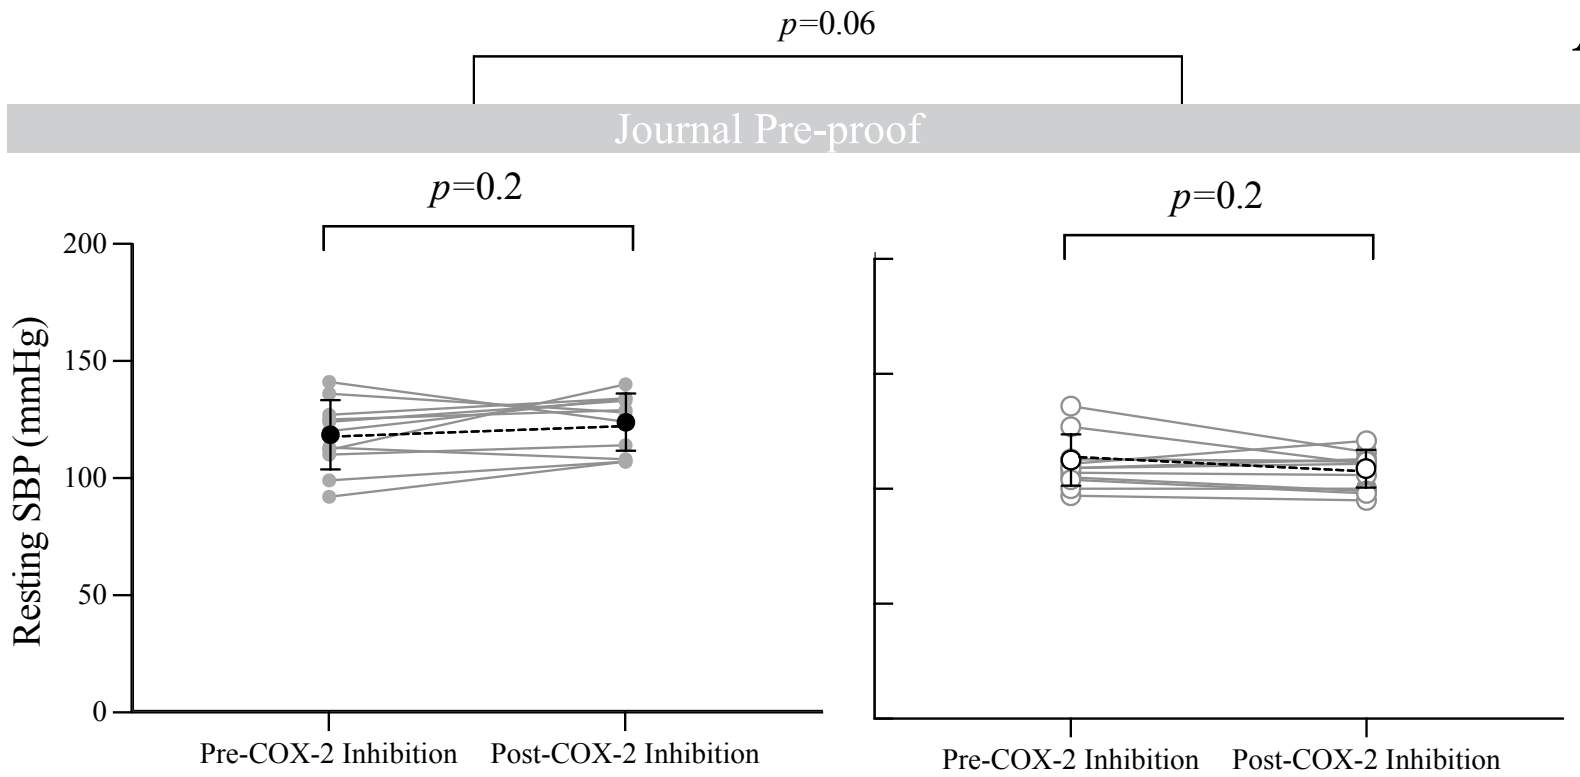 p=0.06
Journal Pre-proof
p=0.2
p=0.2
200
150
100
50
0
Resting SBP (mmHg)
Pre-COX-2 Inhibition
Post-COX-2 Inhibition
Pre-COX-2 Inhibition
Post-COX-2 Inhibition